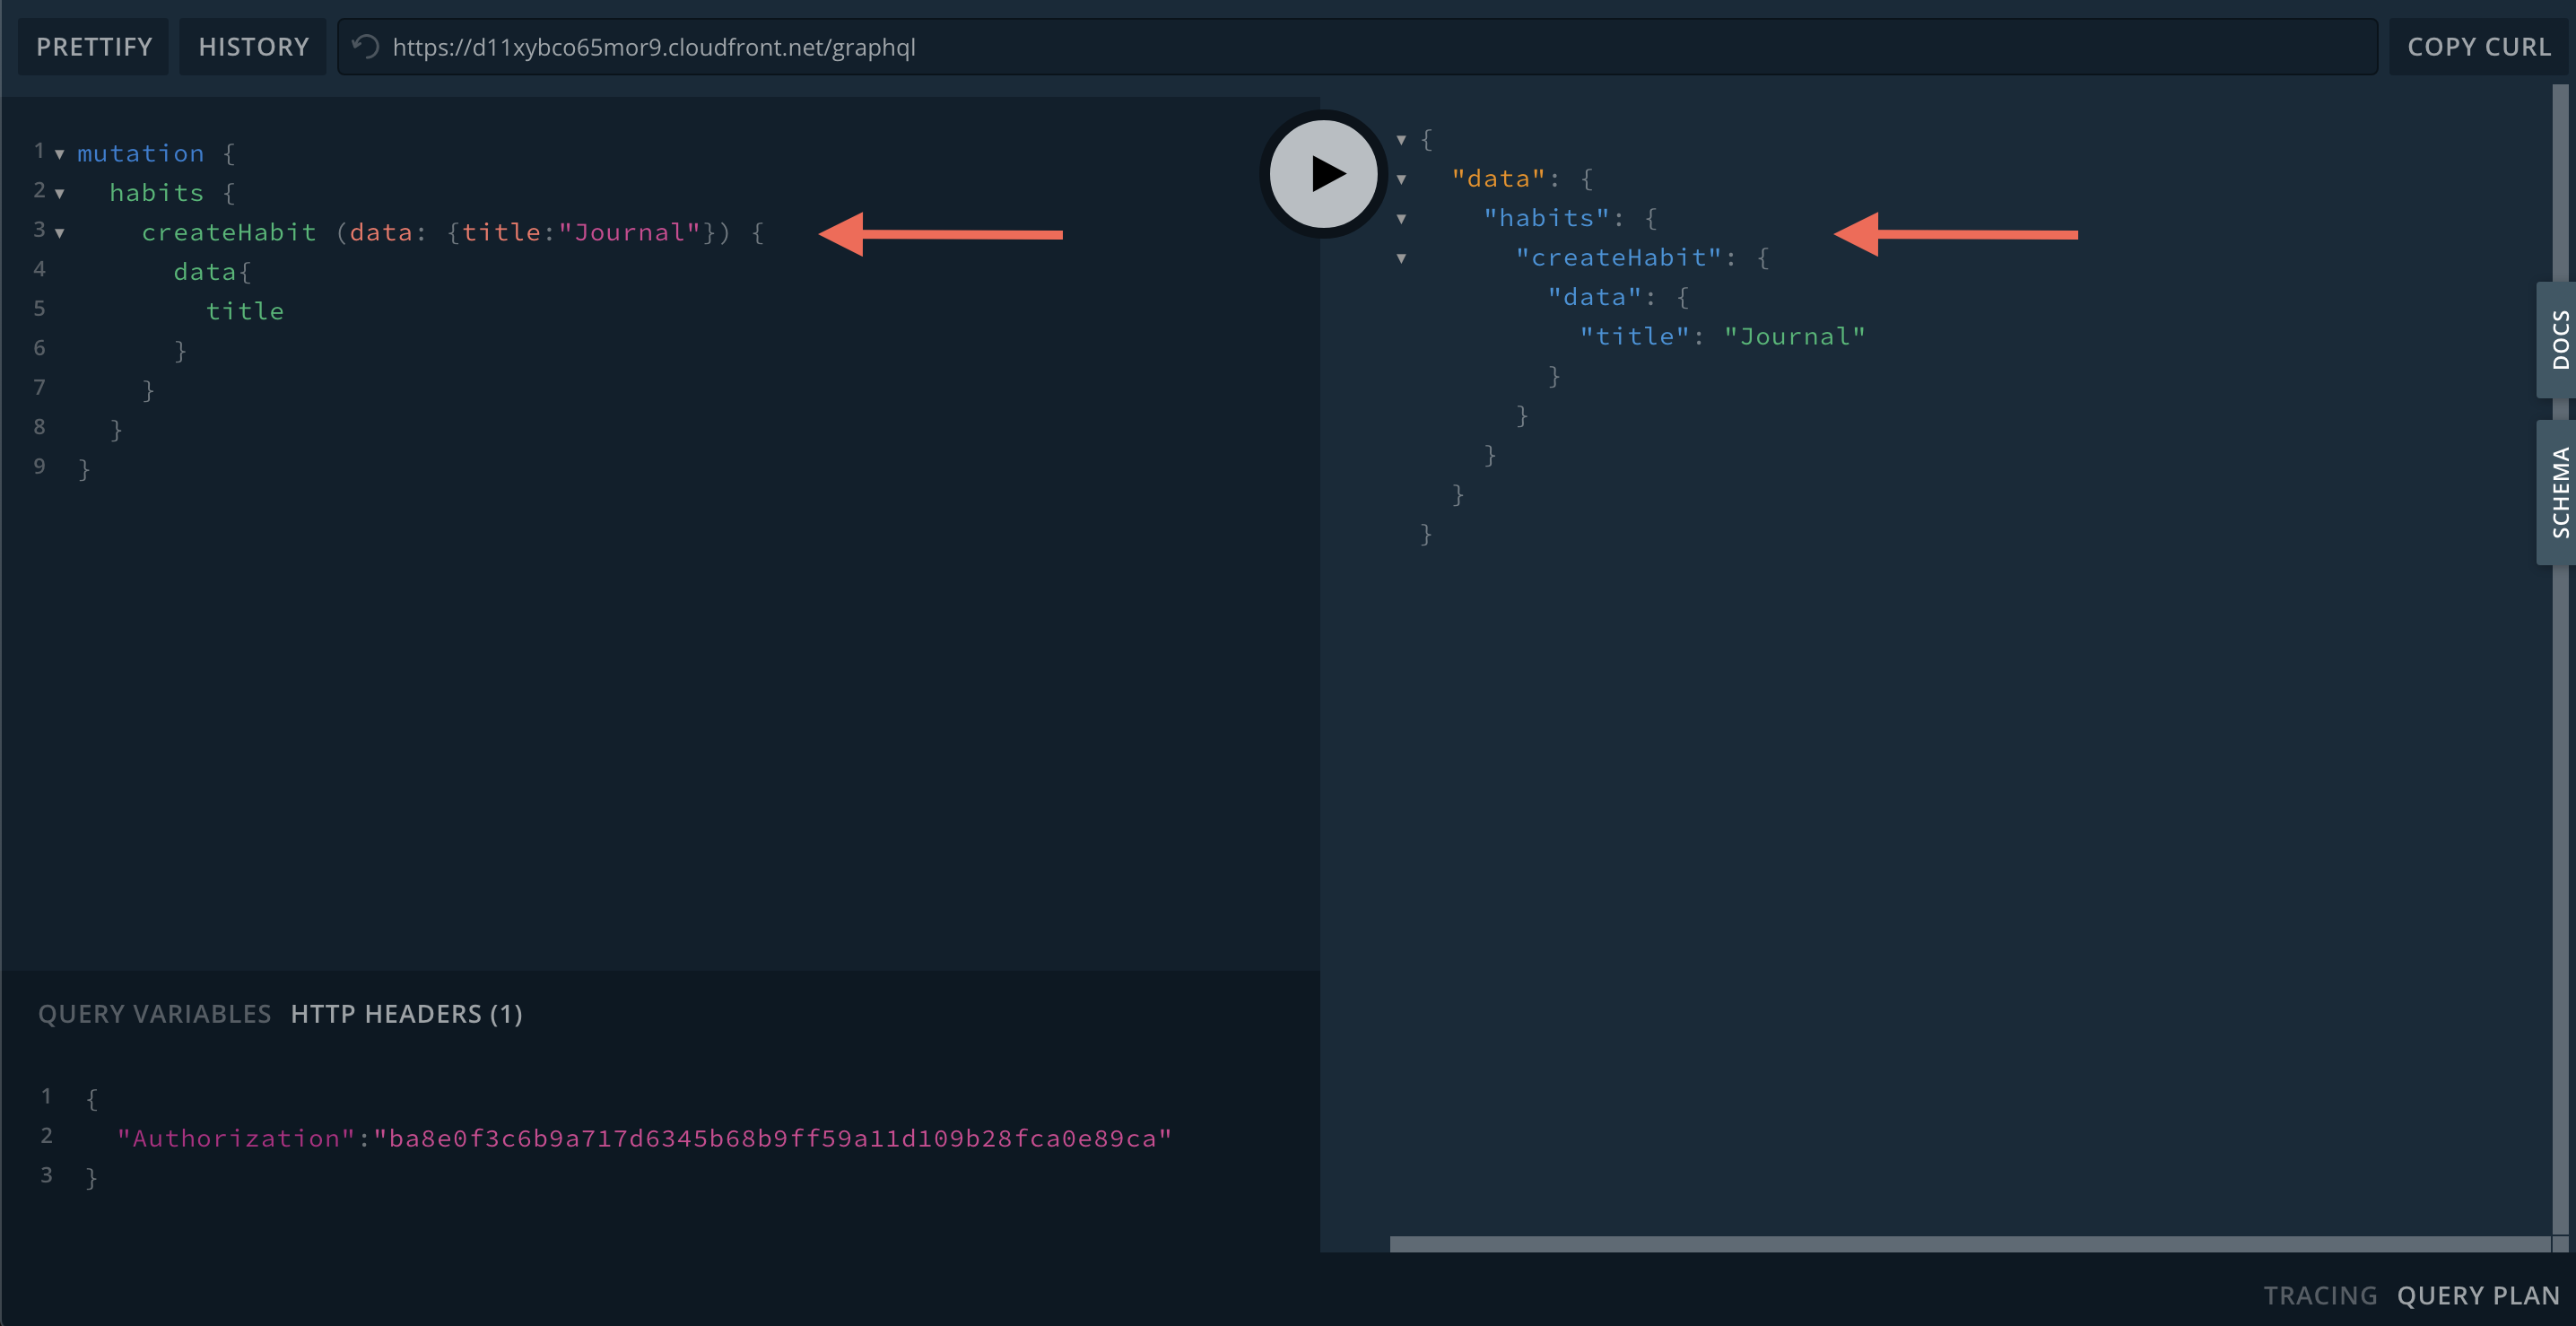 PRETTIFY HISTORY https://d11xybco65mor9.cloudfront.net/graphql COPY CURL
1 mutation {
2 habits {
3 createHabit (data: {title:"Journal"}) {
4 data{
5 title
6 }
7 }
8 }
9 }
{
"data": {
"habits": {
"createHabit": {
"data": {
"title": "Journal"
}
}
}
}
}
DOCS
SCHEMA
QUERY VARIABLES HTTP HEADERS (1)
1 {
2 "Authorization":"ba8e0f3c6b9a717d6345b68b9ff59a11d109b28fca0e89ca"
3 }
TRACING QUERY PLAN